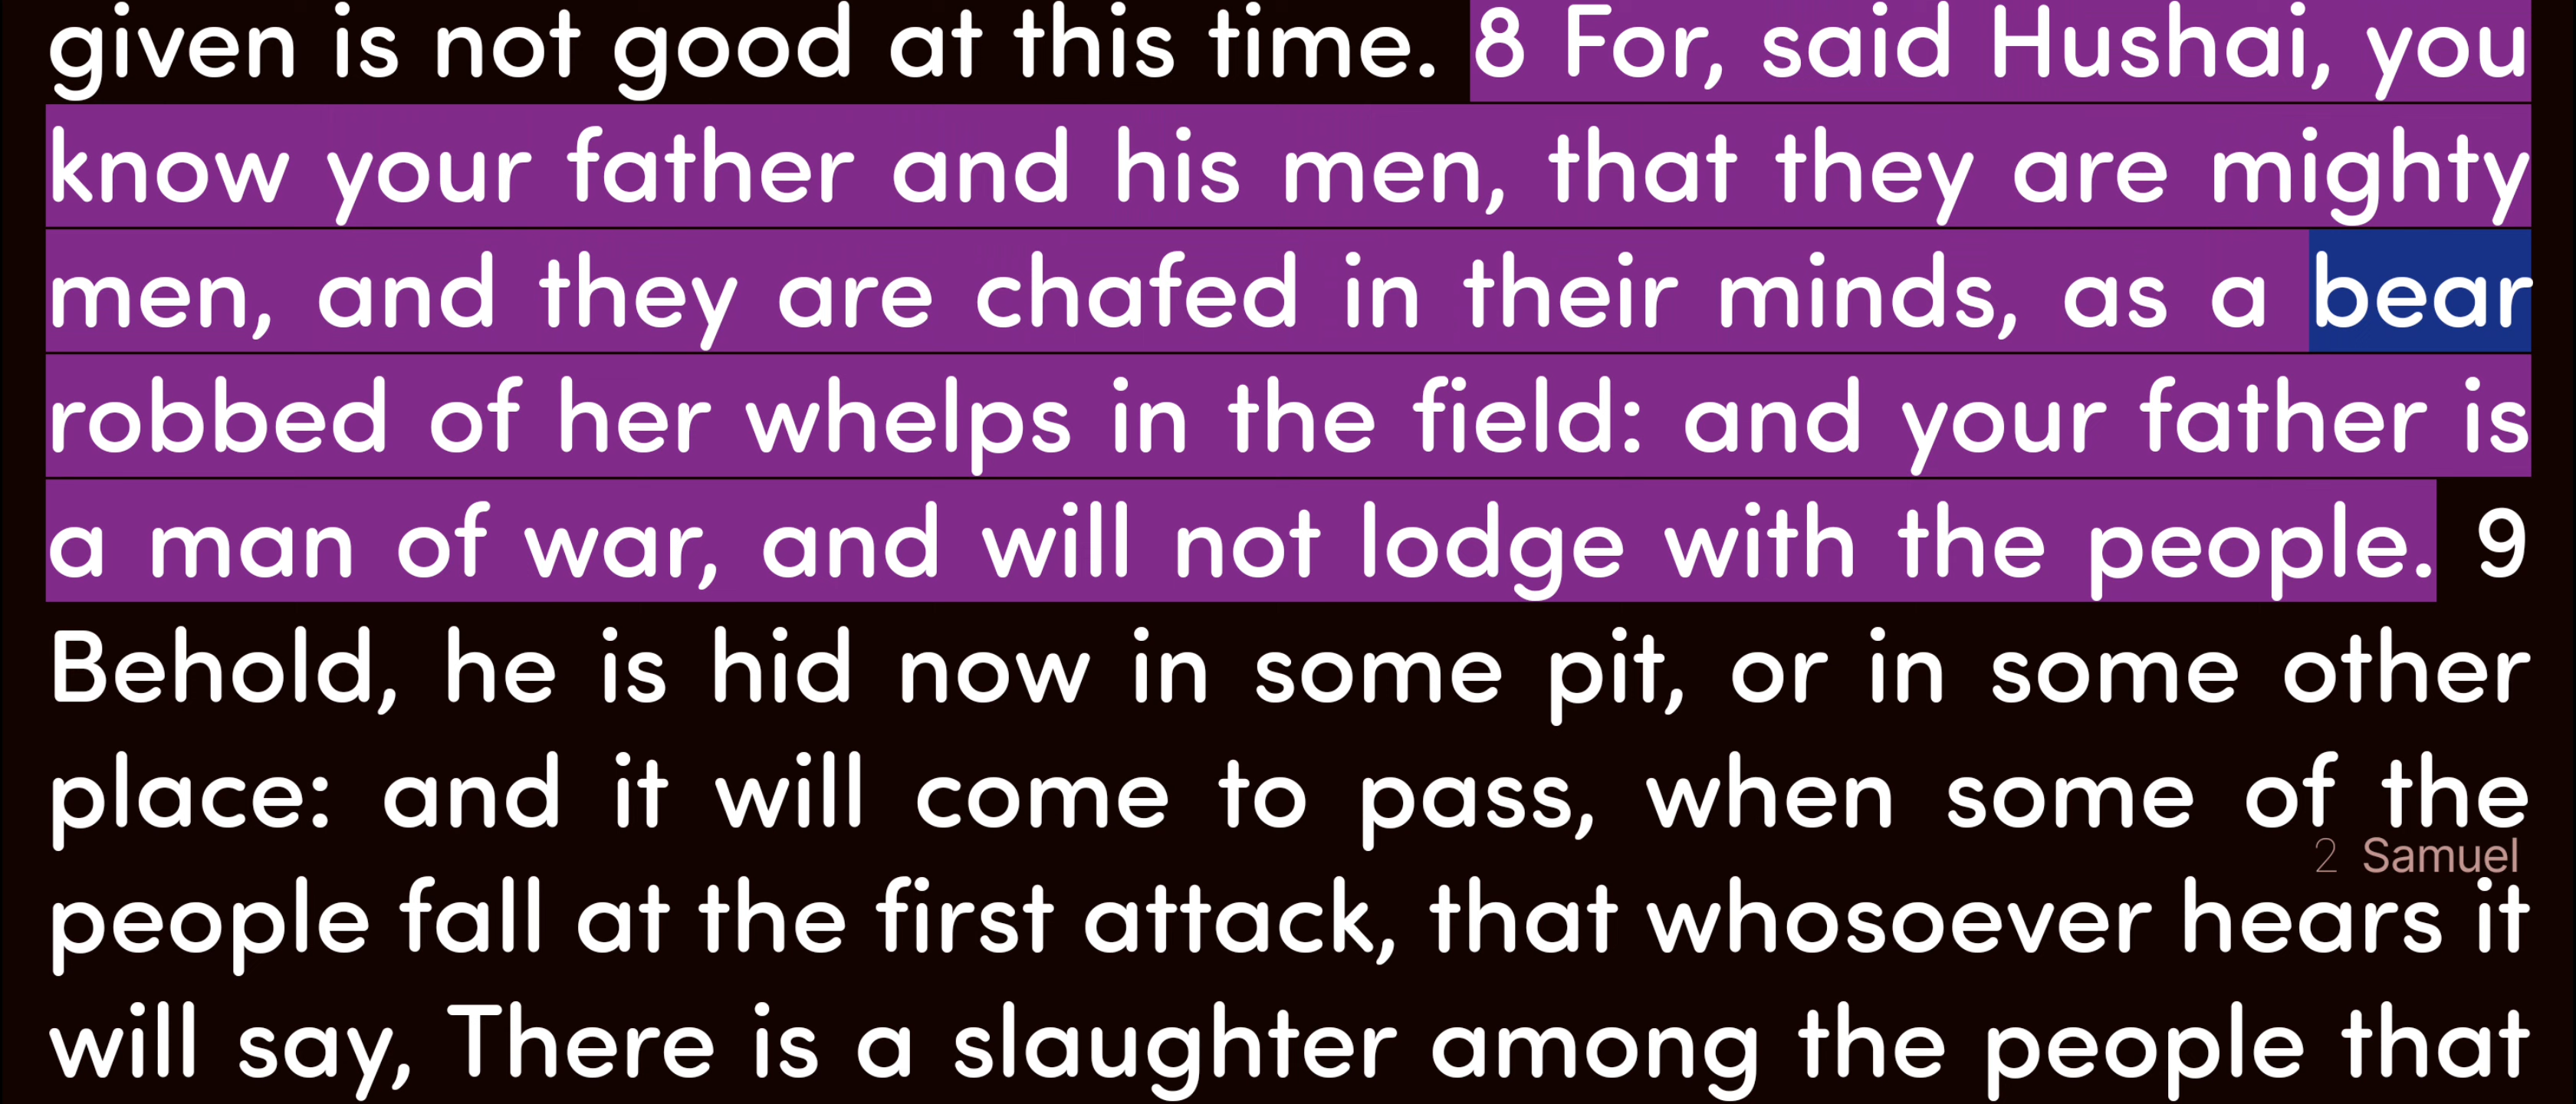 given is not good at this time. 8 For, said Hushai, you
know your father and his men, that they are mighty
men, and they are chafed in their minds, as a bear
robbed of her whelps in the field: and your father is
a man of war, and will not lodge with the people. 9
Behold, he is hid now in some pit, or in some other
place: and it will come to pass, when some of the
2 Samuel
people fall at the first attack, that whosoever hears it
will say, There is a slaughter among the people that